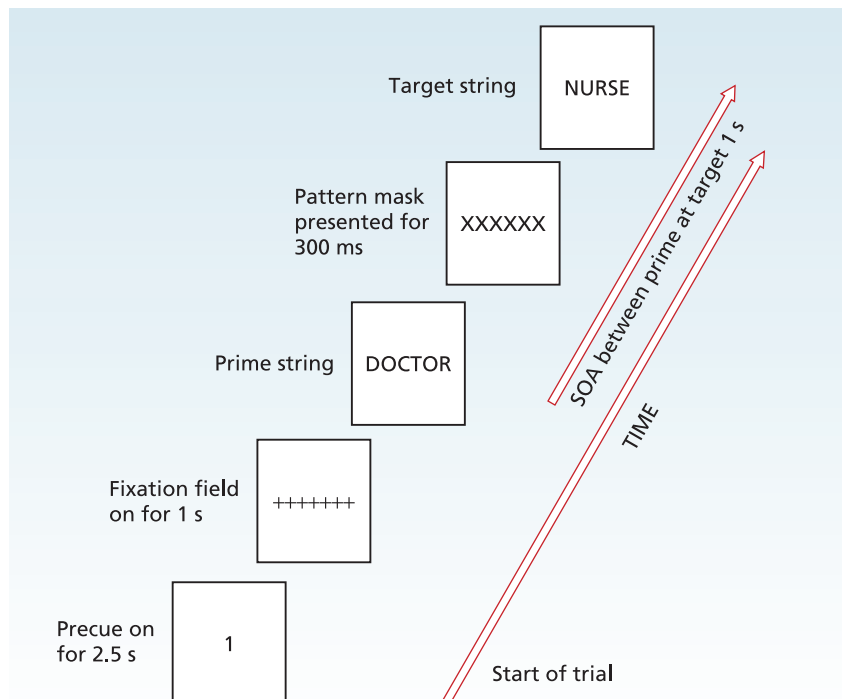 Target string
NURSE
Pattern mask
presented for
300 ms
XXXXXX
SOA between prime at target 1 s
Prime string
DOCTOR
TIME
Fixation field
on for 1 s
+++++++
Precue on
for 2.5 s
1
Start of trial